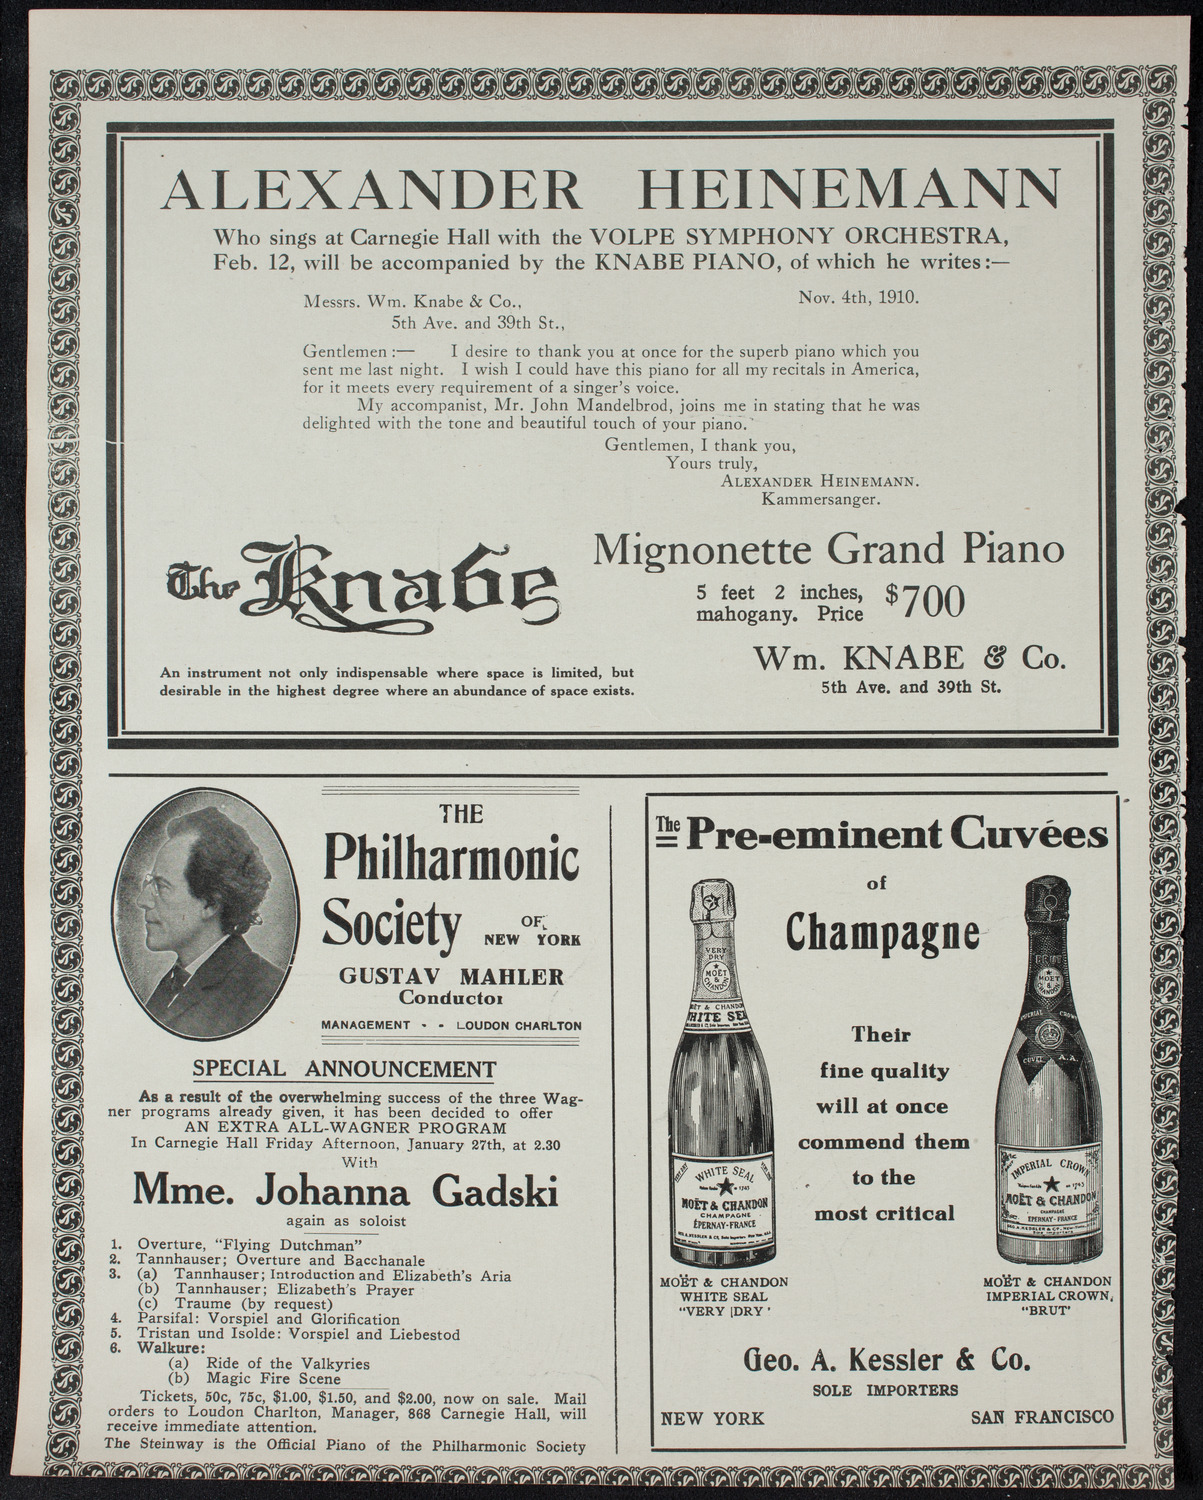 ALEXANDER HEINEMANN
Who sings at Carnegie Hall with the VOLPE SYMPHONY ORCHESTRA,
Feb. 12, will be accompanied by the KNABE PIANO, of which he writes:—
Messrs. Wm. Knabe & Co., Nov. 4th, 1910.
5th Ave. and 39th St.,
Gentlemen:— I desire to thank you at once for the superb piano which you
sent me last night. I wish I could have this piano for all my recitals in America,
for it meets every requirement of a singer's voice.
My accompanist, Mr. John Mandelbrod, joins me in stating that he was
delighted with the tone and beautiful touch of your piano.
Gentlemen, I thank you,
Yours truly,
ALEXANDER HEINEMANN.
Kammersanger.
The Knabe
Mignonette Grand Piano
5 feet 2 inches,
mahogany. Price $700
An instrument not only indispensable where space is limited, but
desirable in the highest degree where an abundance of space exists.
Wm. KNABE & Co.
5th Ave. and 39th St.
THE
Philharmonic
Society OF
NEW YORK
GUSTAV MAHLER
Conductor
MANAGEMENT - - LOUDON CHARLTON
SPECIAL ANNOUNCEMENT
As a result of the overwhelming success of the three Wag-
ner programs already given, it has been decided to offer
AN EXTRA ALL-WAGNER PROGRAM
In Carnegie Hall Friday Afternoon, January 27th, at 2.30
With
Mme. Johanna Gadski
again as soloist
1. Overture, "Flying Dutchman"
2. Tannhauser; Overture and Bacchanale
3. (a) Tannhauser; Introduction and Elizabeth's Aria
(b) Tannhauser; Elizabeth's Prayer
(c) Traume (by request)
4. Parsifal: Vorspiel and Glorification
5. Tristan und Isolde: Vorspiel and Liebestod
6. Walkure:
(a) Ride of the Valkyries
(b) Magic Fire Scene
Tickets, 50c, 75c, $1.00, $1.50, and $2.00, now on sale. Mail
orders to Loudon Charlton, Manager, 868 Carnegie Hall, will
receive immediate attention.
The Steinway is the Official Piano of the Philharmonic Society
The Pre-eminent Cuvées
of
Champagne
Their
fine quality
will at once
commend them
to the
most critical
VERY
DRY
MOËT
&
CHANDON
WHITE SEAL
MOËT & CHANDON
CHAMPAGNE
ÉPERNAY-FRANCE
BRUT
MOËT
IMPERIAL CROWN
CUVÉE A.A.
IMPERIAL CROWN
MOËT & CHANDON
CHAMPAGNE
EPERNAY-FRANCE
MOËT & CHANDON
WHITE SEAL
"VERY DRY'
MOËT & CHANDON
IMPERIAL CROWN,
"BRUT'
Geo. A. Kessler & Co.
SOLE IMPORTERS
NEW YORK SAN FRANCISCO